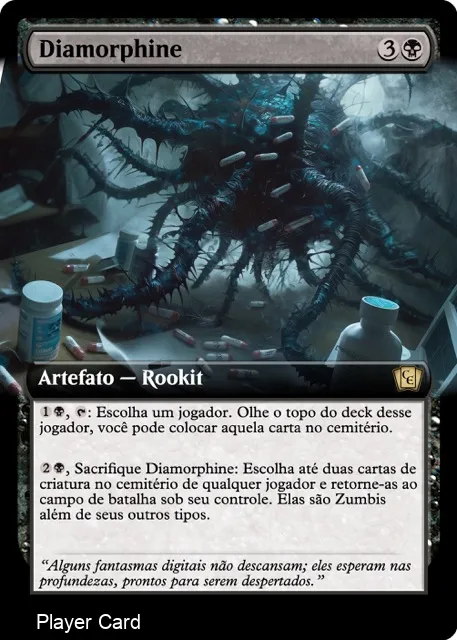 Diamorphine 3
Artefato — Rookit
CE
1, : Escolha um jogador. Olhe o topo do deck desse
jogador, você pode colocar aquela carta no cemitério.
2, Sacrifique Diamorphine: Escolha até duas cartas de
criatura no cemitério de qualquer jogador e retorne-as ao
campo de batalha sob seu controle. Elas são Zumbis
além de seus outros tipos.
“Alguns fantasmas digitais não descansam; eles esperam nas
profundezas, prontos para serem despertados.”
Player Card